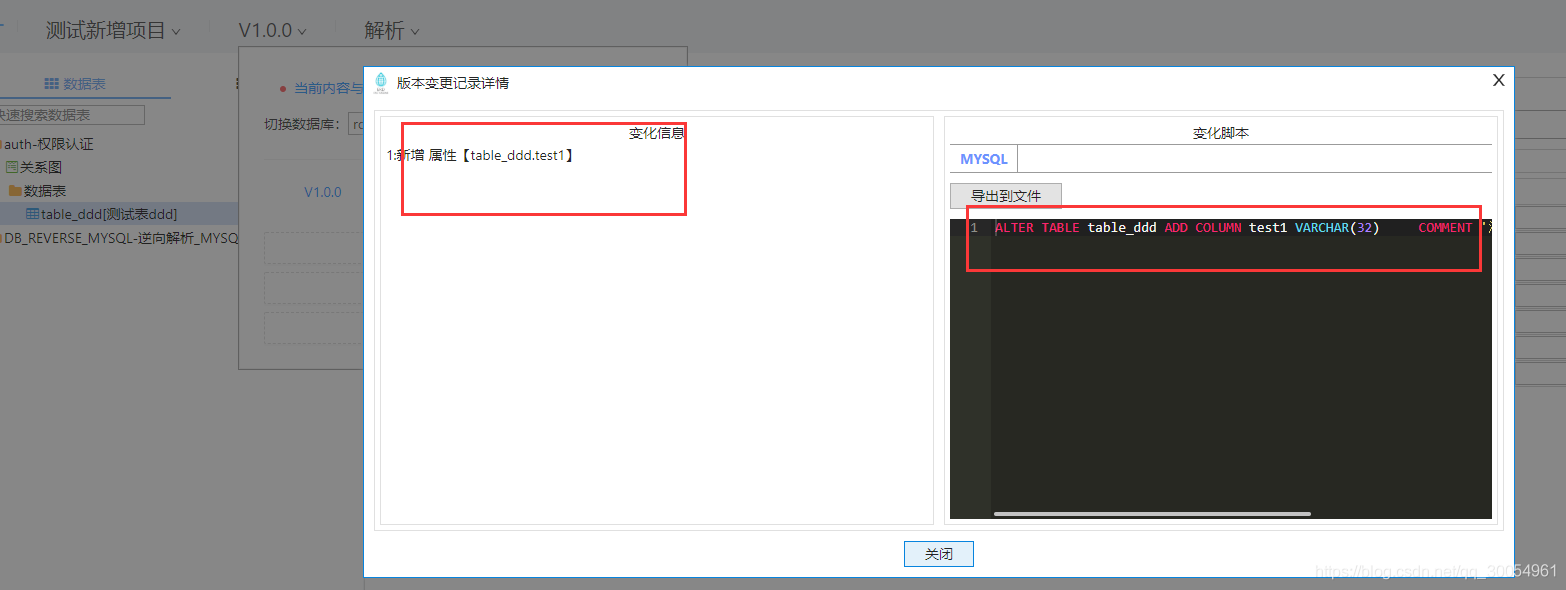 测试新增项目
V1.0.0
解析
数据表
快速搜索数据表
auth-权限认证
关系图
数据表
table_ddd[测试表ddd]
DB_REVERSE_MYSQL-逆向解析_MYSQ
当前内容与
切换数据库:
V1.0.0
版本变更记录详情
X
变化信息
1:新增 属性【table_ddd.test1】
变化脚本
MYSQL
导出到文件
1 ALTER TABLE table_ddd ADD COLUMN test1 VARCHAR(32) COMMENT '
关闭
https://blog.csdn.net/qq_30054961